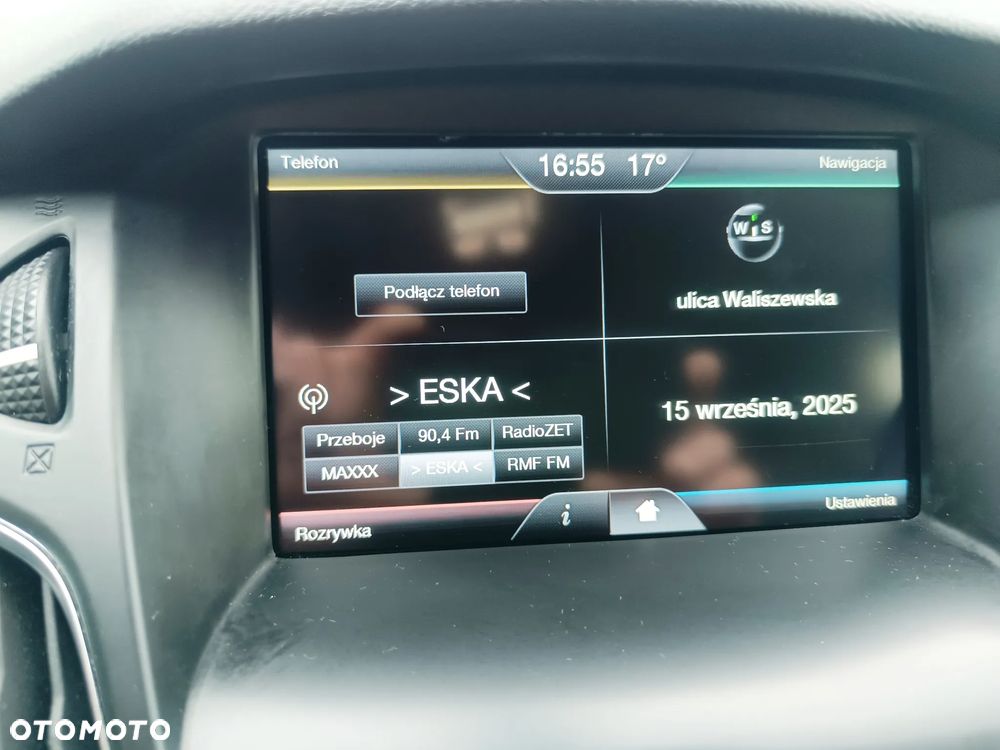 Telefon
16:55 17°
Nawigacja
W I S
Podłącz telefon
ulica Waliszewska
> ESKA <
15 września, 2025
Przeboje 90,4 Fm RadioZET
MAXXX > ESKA < RMF FM
Rozrywka
i
Ustawienia
OTOMOTO